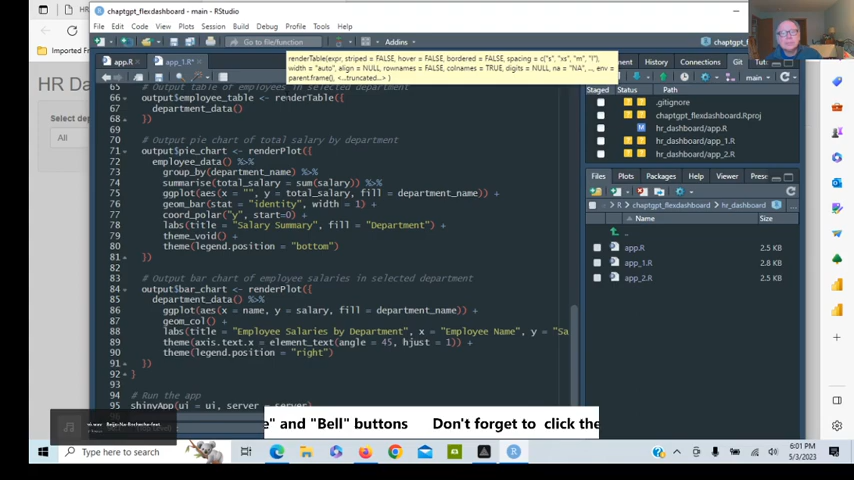 chaptgpt_flexdashboard - main - RStudio
File Edit Code View Plots Session Build Debug Profile Tools Help
Go to file/function
Addins
chaptgpt_
renderTable(expr, striped = FALSE, hover = FALSE, bordered = FALSE, spacing = c("s", "xs", "m", "l"),
width = "auto", align = NULL, rownames = FALSE, colnames = TRUE, digits = NULL, na = "NA", ..., env =
parent.frame(), <...truncated...> )
Imported F
app.R
app_1.R*
History Connections Git
main
HR Da
Select dep
All
65 # Output table of employees in selected department
66 output$employee_table <- renderTable({
67 department_data()
68 })
69
70 # Output pie chart of total salary by department
71 output$pie_chart <- renderPlot({
72 employee_data() %>%
73 group_by(department_name) %>%
74 summarise(total_salary = sum(salary)) %>%
75 ggplot(aes(x = "", y = total_salary, fill = department_name)) +
76 geom_bar(stat = "identity", width = 1) +
77 coord_polar("y", start=0) +
78 labs(title = "Salary Summary", fill = "Department") +
79 theme_void() +
80 theme(legend.position = "bottom")
81 })
82
83 # Output bar chart of employee salaries in selected department
84 output$bar_chart <- renderPlot({
85 department_data() %>%
86 ggplot(aes(x = name, y = salary, fill = department_name)) +
87 geom_col() +
88 labs(title = "Employee Salaries by Department", x = "Employee Name", y = "Sa
89 theme(axis.text.x = element_text(angle = 45, hjust = 1)) +
90 theme(legend.position = "right")
91 })
92 }
93
94 # Run the app
95 shinyApp(ui = ui, server = server)
Staged Status Path
.gitignore
chaptgpt_flexdashboard.Rproj
M hr_dashboard/app.R
hr_dashboard/app_1.R
hr_dashboard/app_2.R
Files Plots Packages Help Viewer Present
R chaptgpt_flexdashboard hr_dashboard
Name Size
..
app.R 2.5 KB
app_1.R 2.8 KB
app_2.R 2.5 KB
e" and "Bell" buttons Don't forget to click the
Type here to search
6:01 PM
5/3/2023